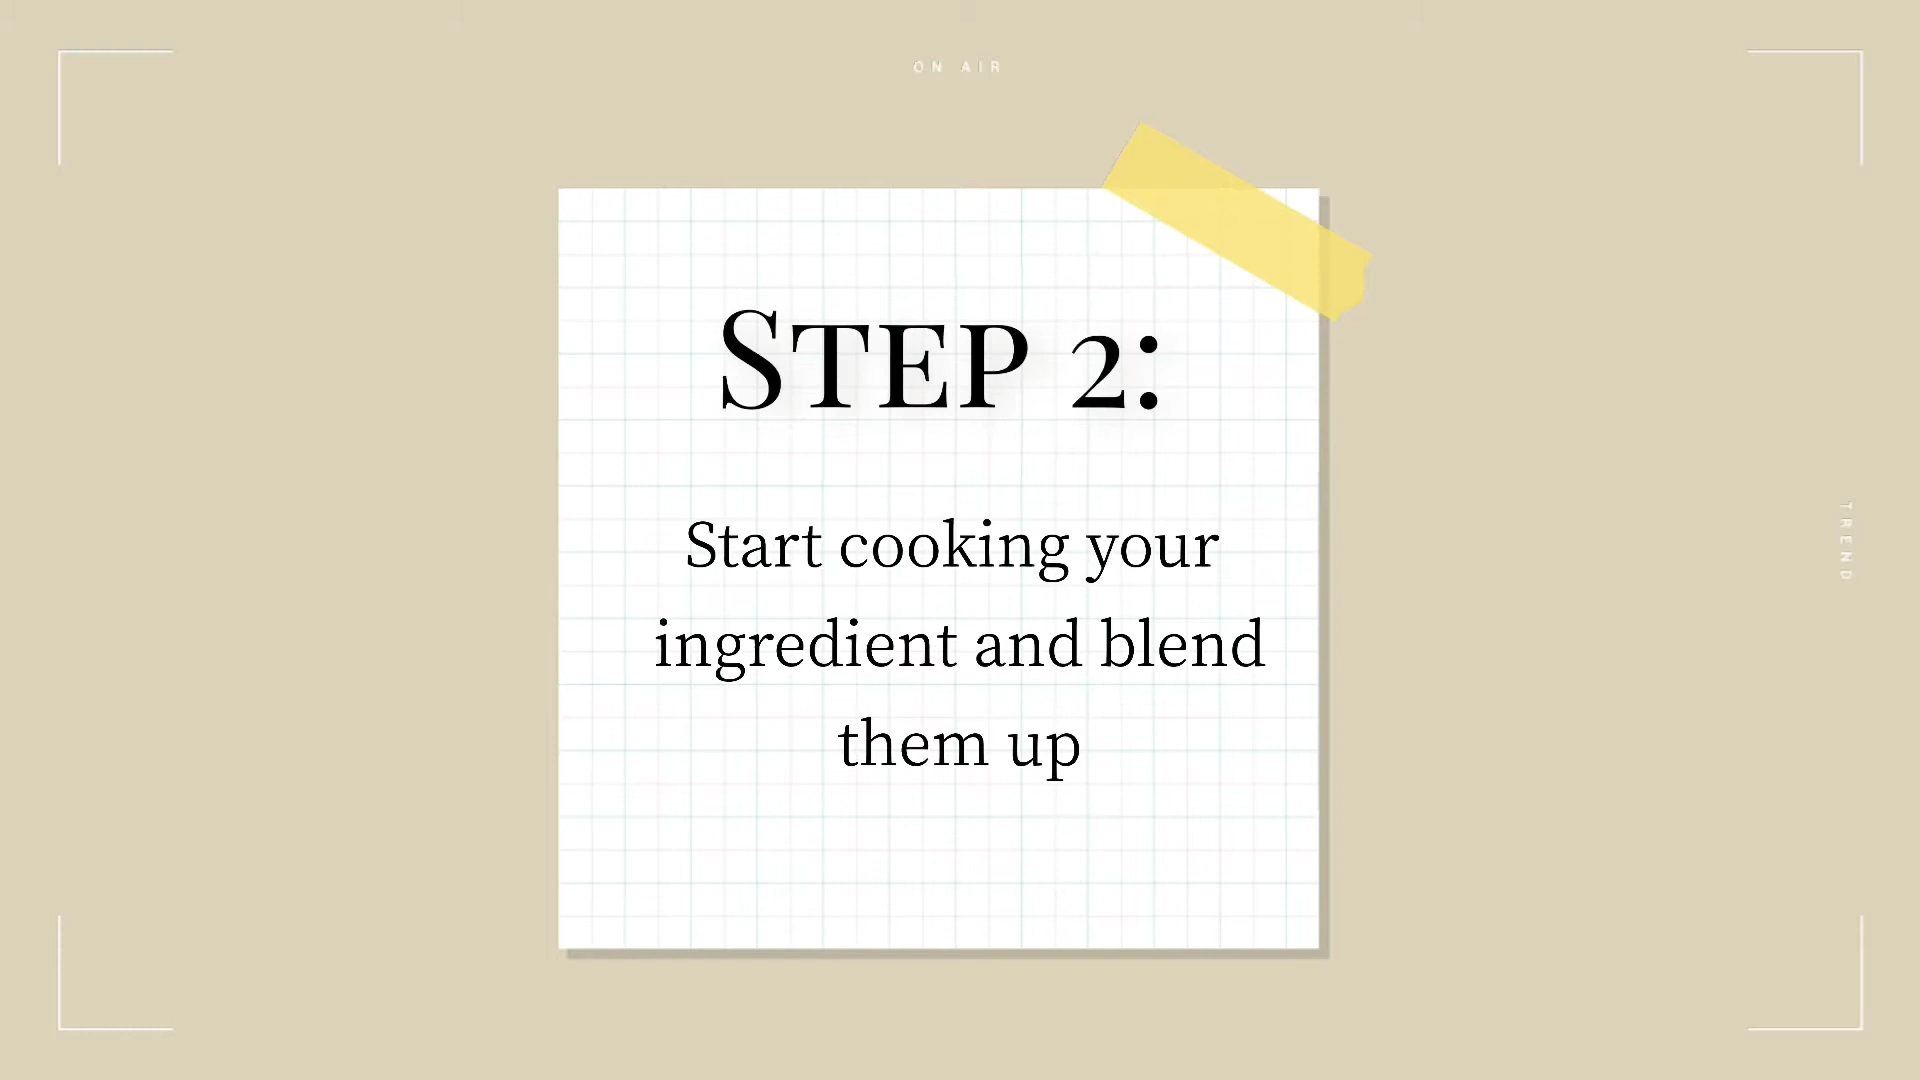 ON AIR
STEP 2:
Start cooking your
ingredient and blend
them up
TREND